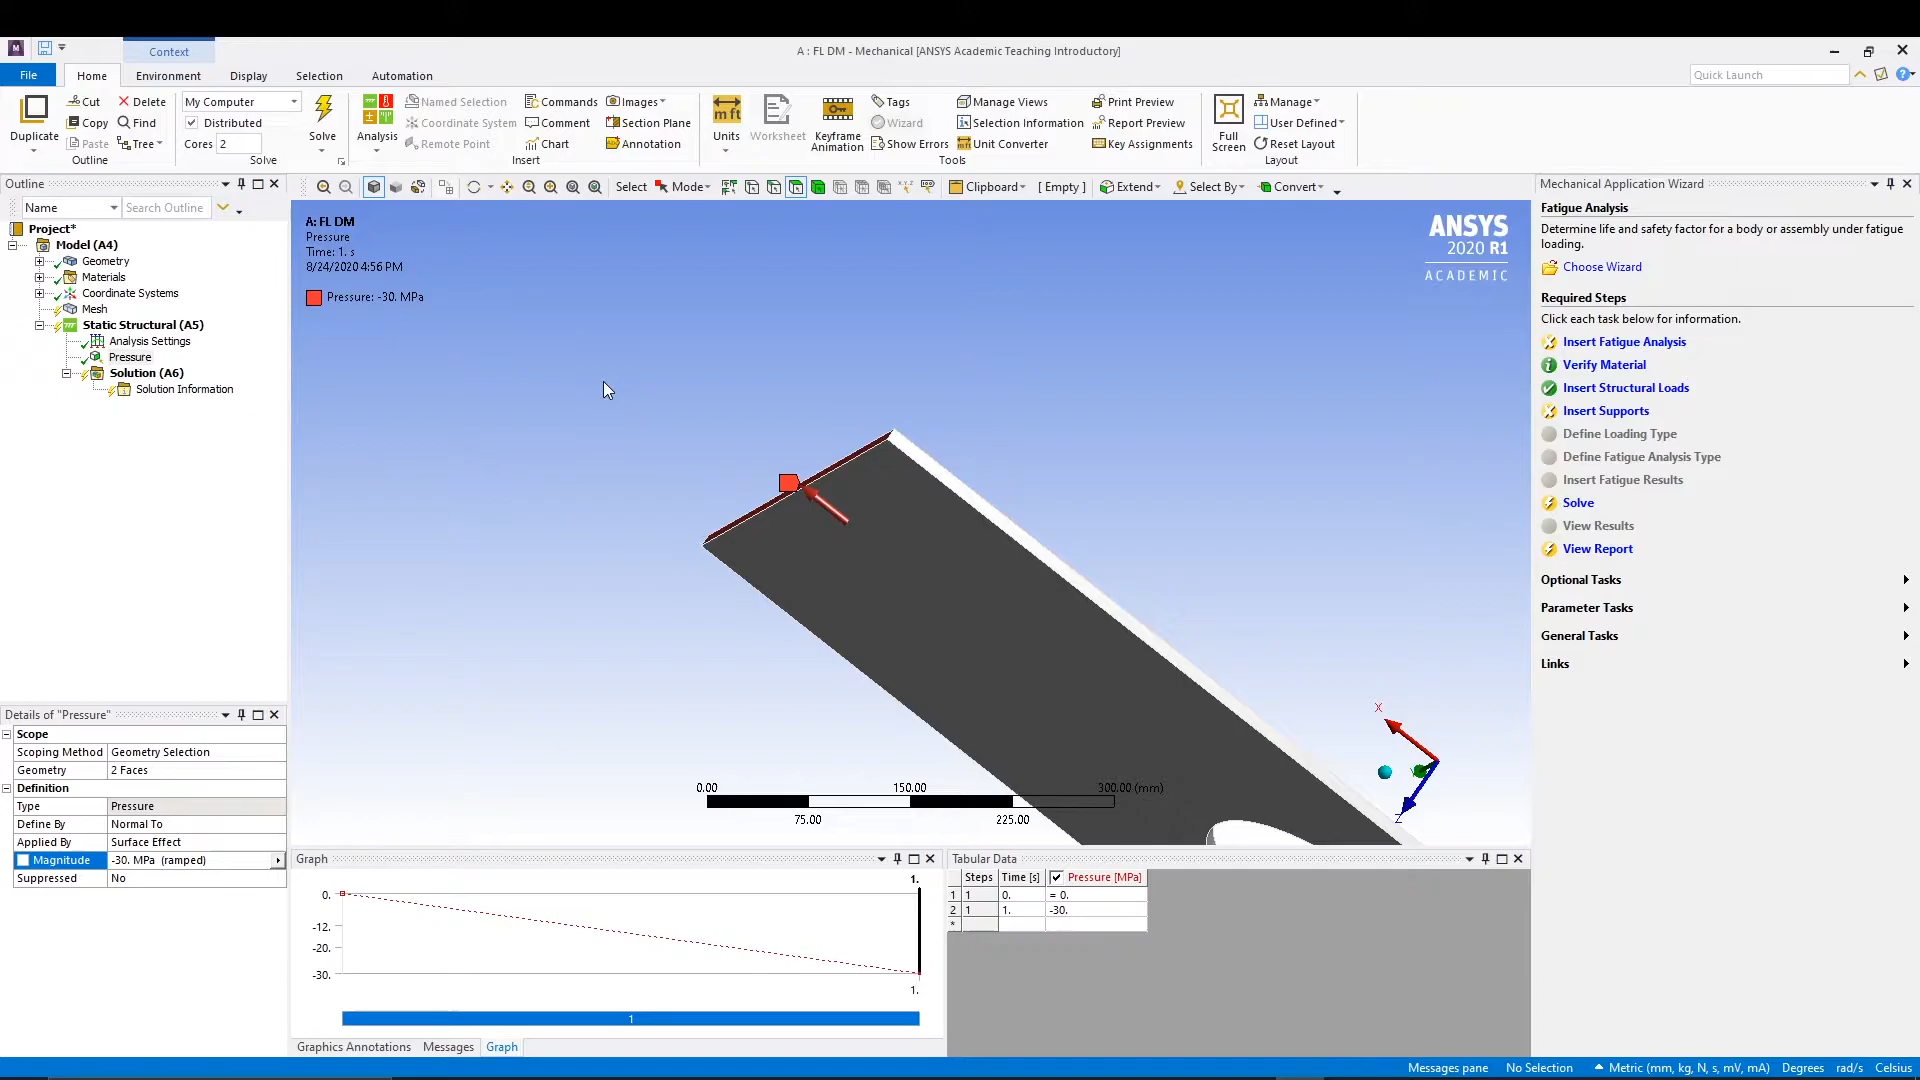 Context
A : FL DM - Mechanical [ANSYS Academic Teaching Introductory]
File Home Environment Display Selection Automation
Quick Launch
Duplicate
Cut
Copy
Paste
Delete
Find
Tree
Outline
My Computer
Distributed
Cores 2
Solve
Solve
Analysis
Named Selection
Coordinate System
Remote Point
Commands
Comment
Chart
Images
Section Plane
Annotation
Insert
Units
Worksheet
Keyframe
Animation
Tags
Wizard
Show Errors
Manage Views
Selection Information
Unit Converter
Print Preview
Report Preview
Key Assignments
Tools
Full
Screen
Manage
User Defined
Reset Layout
Layout
Outline
Name Search Outline
Project*
Model (A4)
Geometry
Materials
Coordinate Systems
Mesh
Static Structural (A5)
Analysis Settings
Pressure
Solution (A6)
Solution Information
Select Mode Clipboard [ Empty ] Extend Select By Convert
A: FL DM
Pressure
Time: 1. s
8/24/2020 4:56 PM
Pressure: -30. MPa
ANSYS
2020 R1
ACADEMIC
X
Z
0.00 150.00 300.00 (mm)
75.00 225.00
Mechanical Application Wizard
Fatigue Analysis
Determine life and safety factor for a body or assembly under fatigue
loading.
Choose Wizard
Required Steps
Click each task below for information.
Insert Fatigue Analysis
Verify Material
Insert Structural Loads
Insert Supports
Define Loading Type
Define Fatigue Analysis Type
Insert Fatigue Results
Solve
View Results
View Report
Optional Tasks
Parameter Tasks
General Tasks
Links
Details of "Pressure"
Scope
Scoping Method Geometry Selection
Geometry 2 Faces
Definition
Type Pressure
Define By Normal To
Applied By Surface Effect
Magnitude -30. MPa (ramped)
Suppressed No
Graph
1.
0.
-12.
-20.
-30.
1.
1
Graphics Annotations Messages Graph
Tabular Data
Steps Time [s] Pressure [MPa]
1 1 0. = 0.
2 1 1. -30.
*
Messages pane No Selection Metric (mm, kg, N, s, mV, mA) Degrees rad/s Celsius